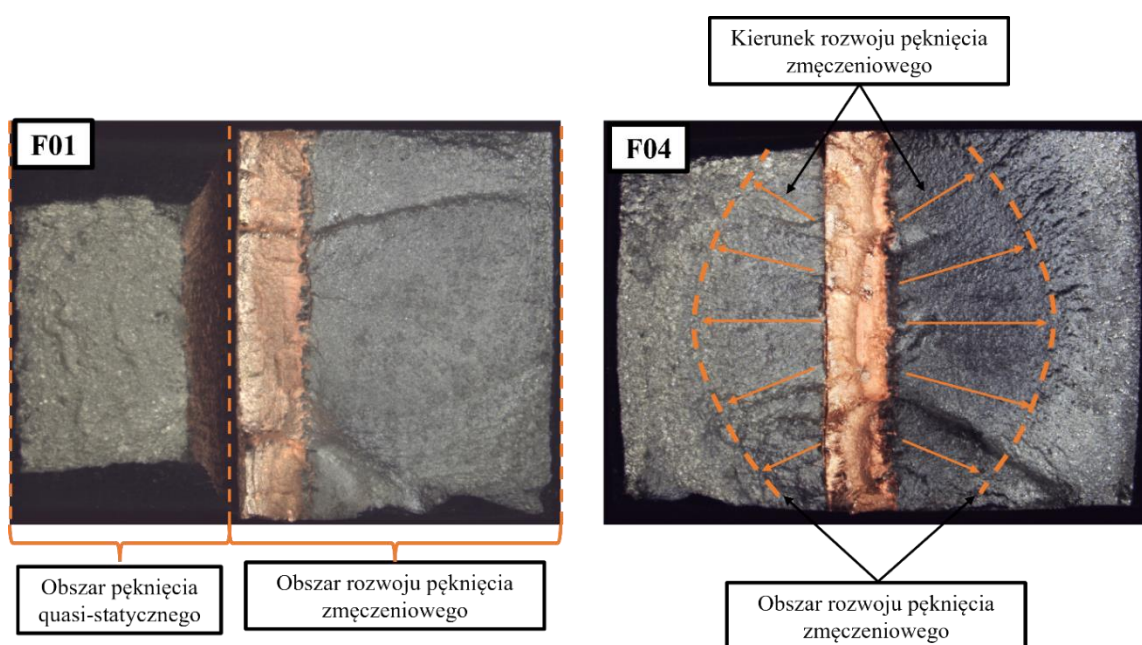 Kierunek rozwoju pęknięcia
zmęczeniowego
F01
F04
Obszar pęknięcia
quasi-statycznego
Obszar rozwoju pęknięcia
zmęczeniowego
Obszar rozwoju pęknięcia
zmęczeniowego